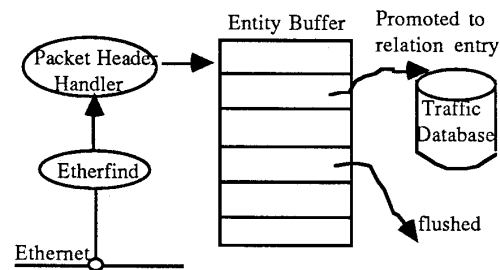 Entity Buffer
Promoted to
relation entry
Packet Header
Handler
Traffic
Database
Etherfind
flushed
Ethernet